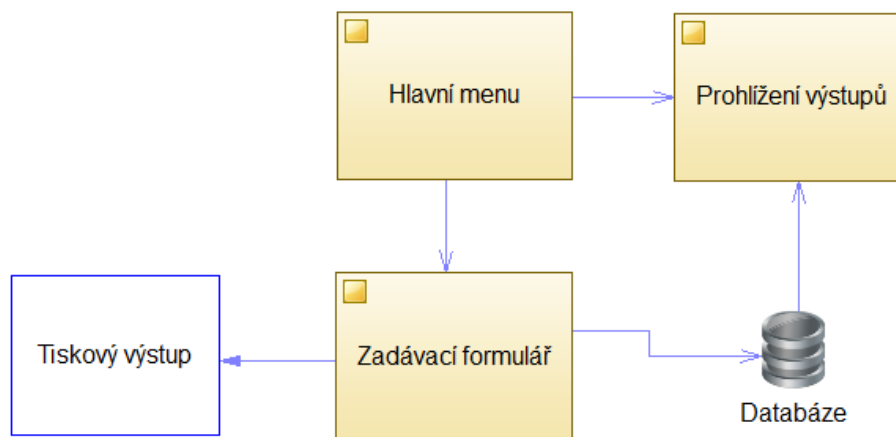 Hlavní menu
Prohlížení výstupů
Tiskový výstup
Zadávací formulář
Databáze